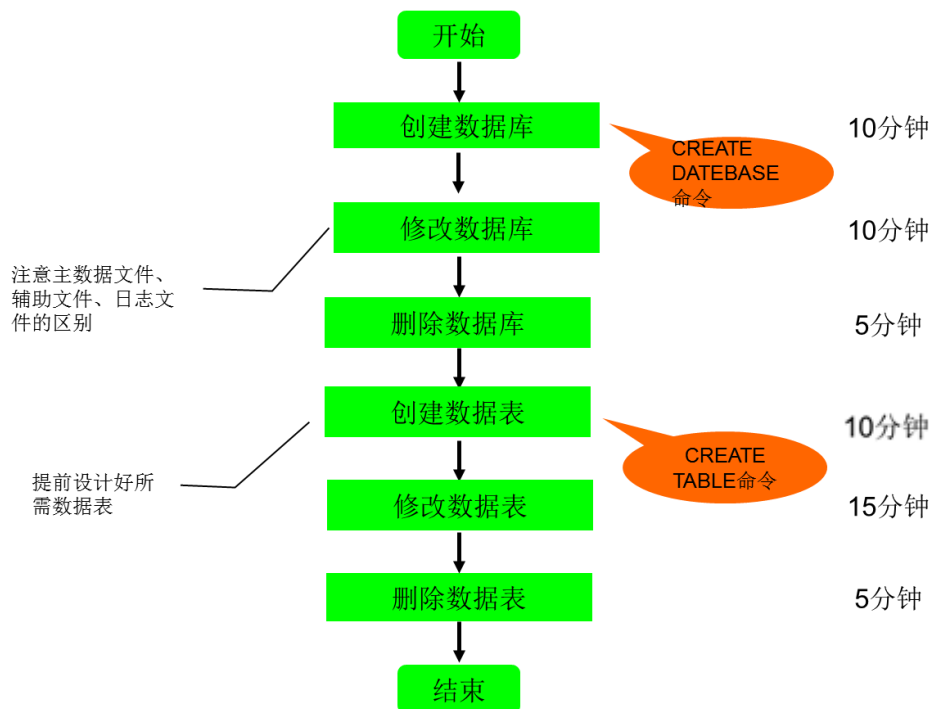 开始
创建数据库
10分钟
CREATE
DATEBASE
命令
修改数据库
10分钟
注意主数据文件、
辅助文件、日志文
件的区别
删除数据库
5分钟
创建数据表
10分钟
CREATE
TABLE命令
提前设计好所
需数据表
修改数据表
15分钟
删除数据表
5分钟
结束